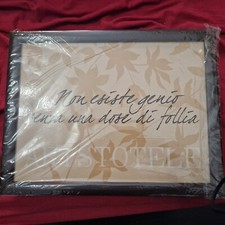 Non esiste genio
senza una dose di follia
ARISTOTELE